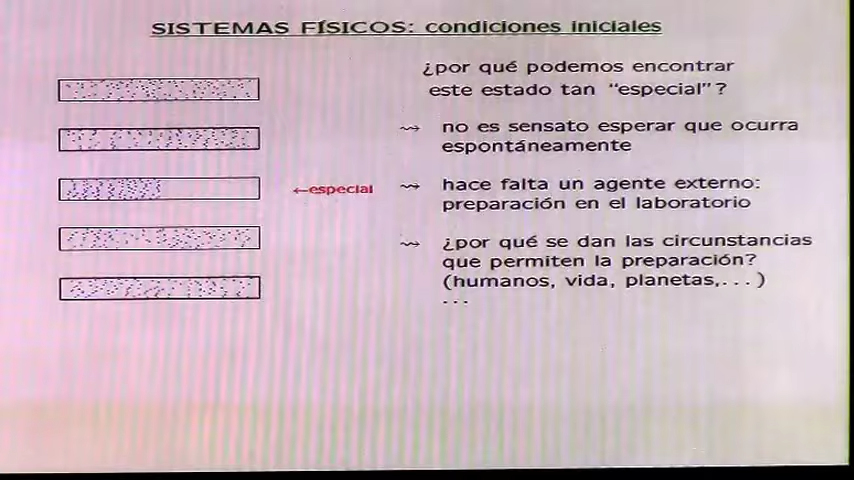 SISTEMAS FÍSICOS: condiciones iniciales
¿por qué podemos encontrar
este estado tan "especial"?
⇝ no es sensato esperar que ocurra
espontáneamente
←especial
⇝ hace falta un agente externo:
preparación en el laboratorio
⇝ ¿por qué se dan las circunstancias
que permiten la preparación?
(humanos, vida, planetas,...)
...